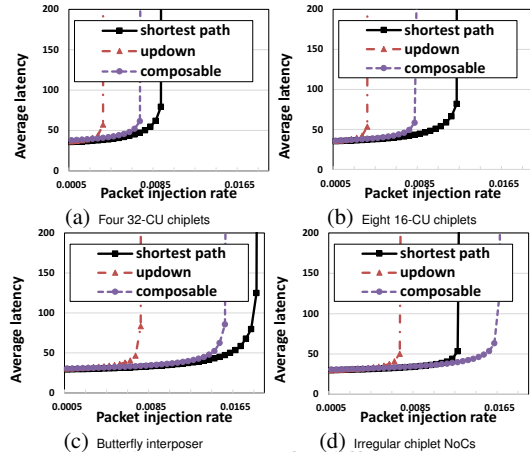 200
150
100
50
0
Average latency
shortest path
updown
composable
0.0005
0.0085
0.0165
Packet injection rate
(a) Four 32-CU chiplets
200
150
100
50
0
Average latency
shortest path
updown
composable
0.0005
0.0085
0.0165
Packet injection rate
(b) Eight 16-CU chiplets
200
150
100
50
0
Average latency
shortest path
updown
composable
0.0005
0.0085
0.0165
Packet injection rate
(c) Butterfly interposer
200
150
100
50
0
Average latency
shortest path
updown
composable
0.0005
0.0085
0.0165
Packet injection rate
(d) Irregular chiplet NoCs